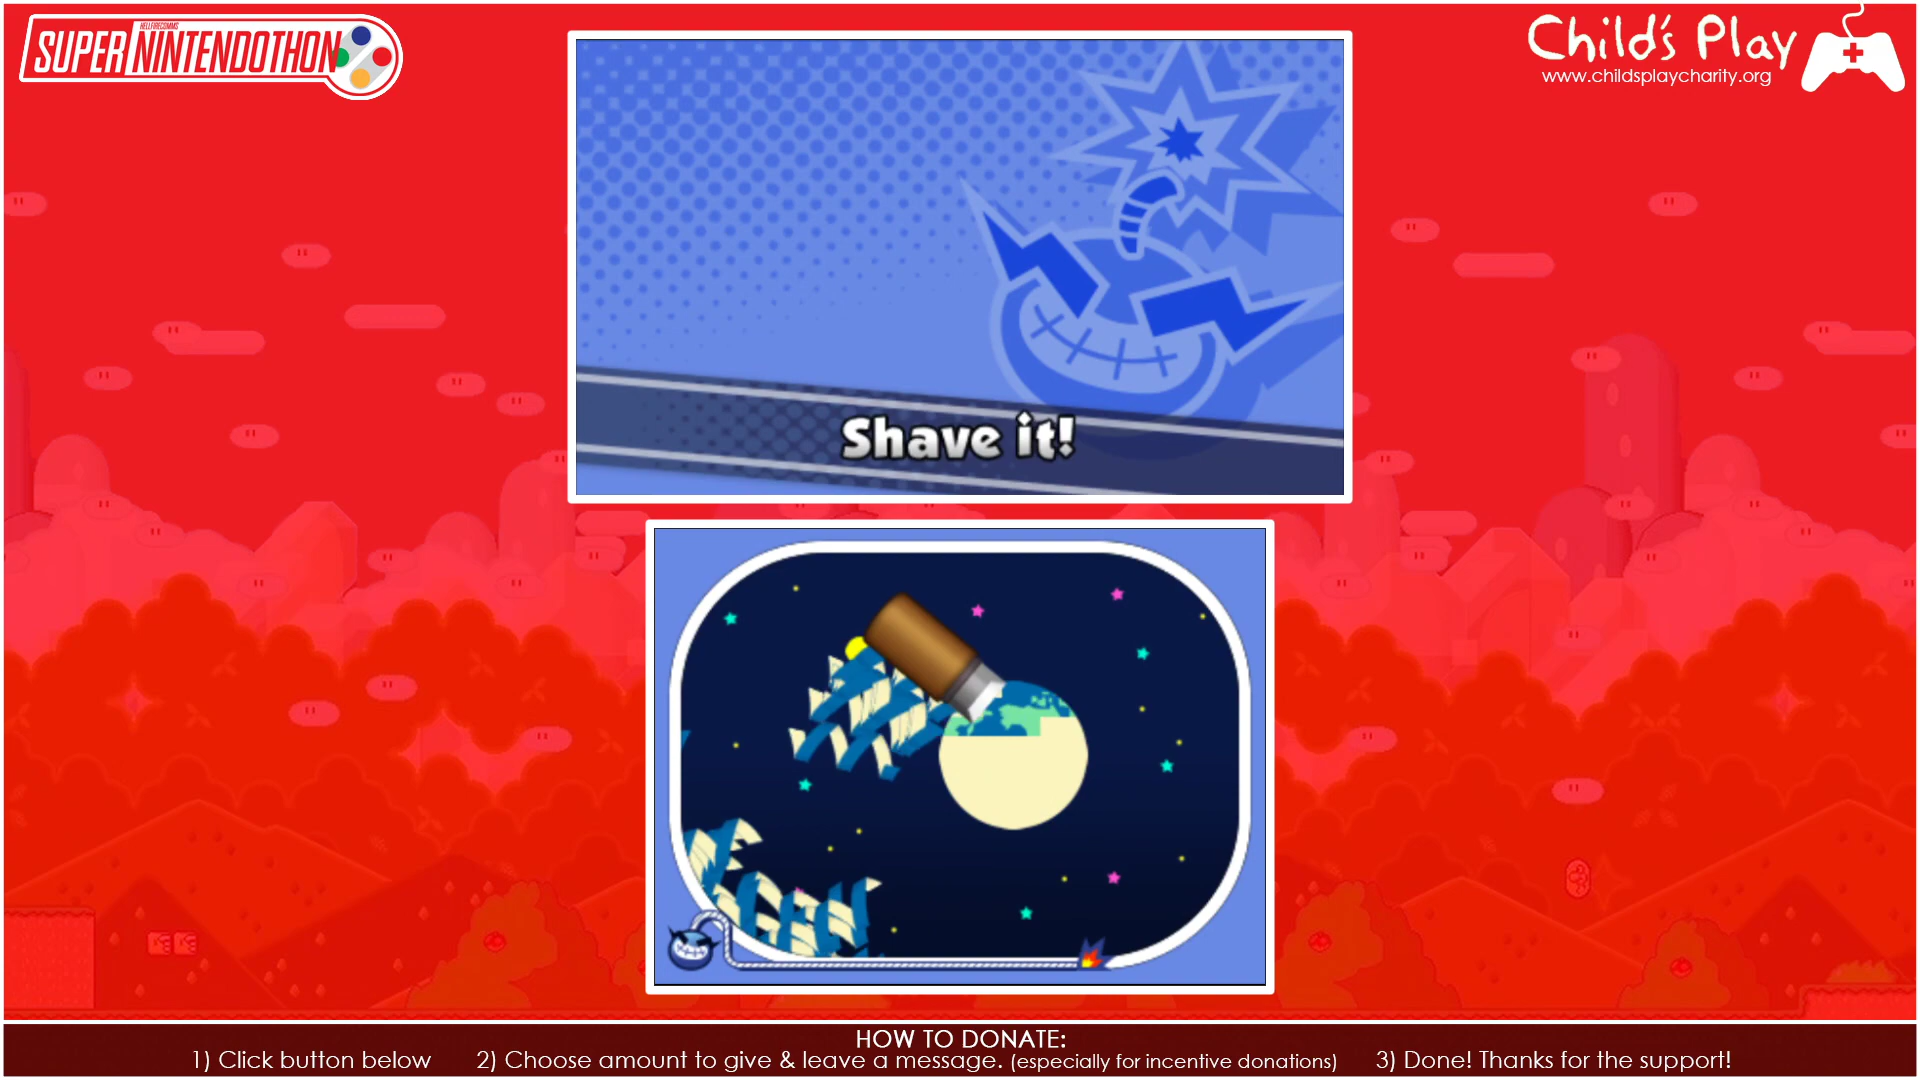 HELLFIRECOMMS
SUPER NINTENDOTHON
Child's Play
www.childsplaycharity.org
Shave it!
HOW TO DONATE:
1) Click button below 2) Choose amount to give & leave a message. (especially for incentive donations) 3) Done! Thanks for the support!